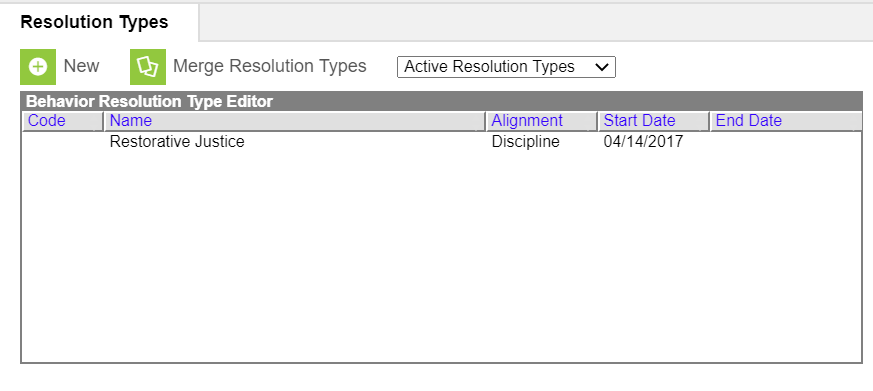 Resolution Types
New Merge Resolution Types Active Resolution Types
Behavior Resolution Type Editor
Code Name Alignment Start Date End Date
Restorative Justice Discipline 04/14/2017